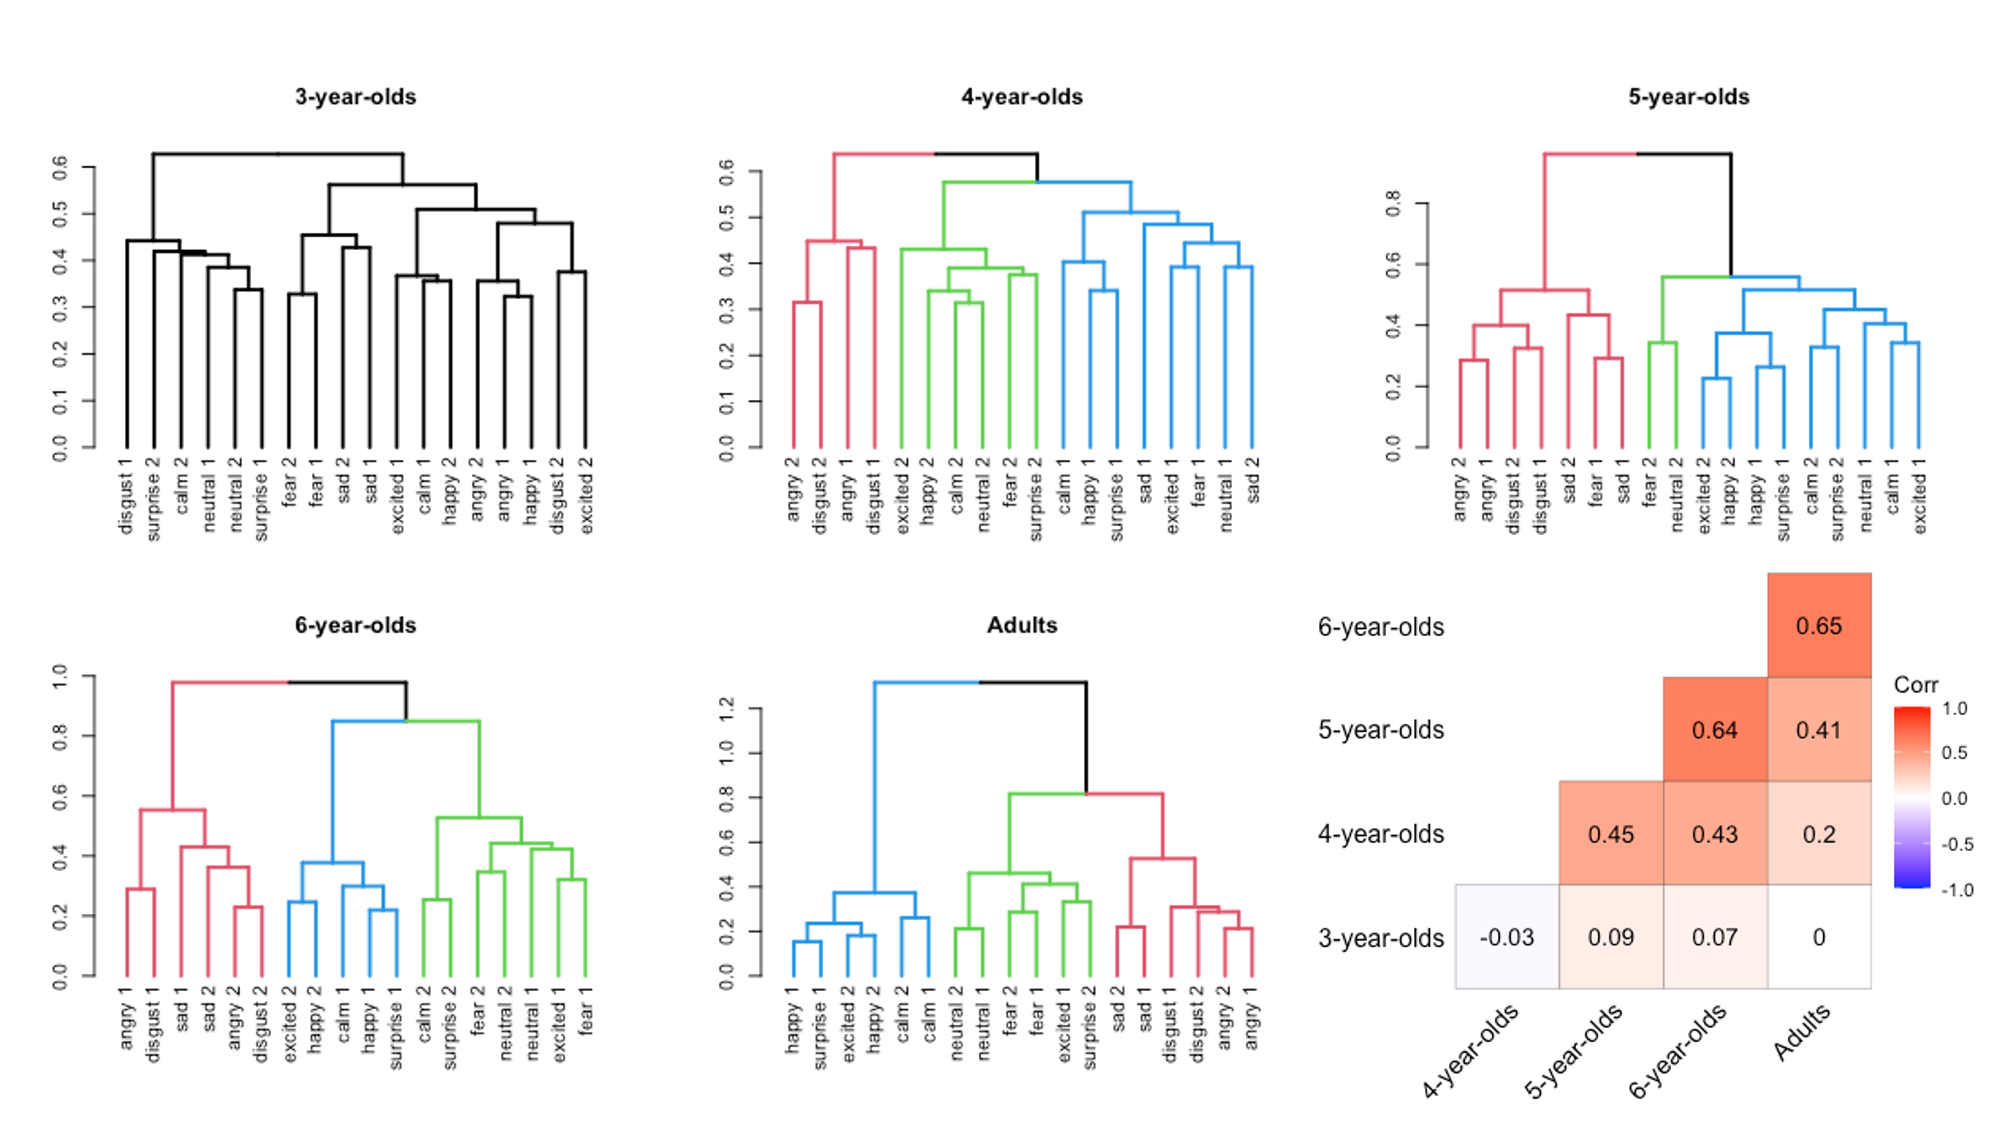 3-year-olds
0.0 0.1 0.2 0.3 0.4 0.5 0.6
disgust 1
surprise 2
calm 2
neutral 1
neutral 2
surprise 1
fear 2
fear 1
sad 2
sad 1
excited 1
calm 1
happy 2
angry 2
angry 1
happy 1
disgust 2
excited 2
4-year-olds
0.0 0.1 0.2 0.3 0.4 0.5 0.6
angry 2
disgust 2
angry 1
disgust 1
excited 2
happy 2
calm 2
neutral 2
fear 2
surprise 2
calm 1
happy 1
surprise 1
sad 1
excited 1
fear 1
neutral 1
sad 2
5-year-olds
0.0 0.2 0.4 0.6 0.8
angry 2
angry 1
disgust 2
disgust 1
sad 2
fear 1
sad 1
fear 2
neutral 2
excited 2
happy 2
happy 1
surprise 1
calm 2
surprise 2
neutral 1
calm 1
excited 1
6-year-olds
0.0 0.2 0.4 0.6 0.8 1.0
angry 1
disgust 1
sad 1
sad 2
angry 2
disgust 2
excited 2
happy 2
calm 1
happy 1
surprise 1
calm 2
surprise 2
fear 2
neutral 2
neutral 1
excited 1
fear 1
Adults
0.0 0.2 0.4 0.6 0.8 1.0 1.2
happy 1
surprise 1
excited 2
happy 2
calm 2
calm 1
neutral 2
neutral 1
fear 2
fear 1
excited 1
surprise 2
sad 2
sad 1
disgust 1
disgust 2
angry 2
angry 1
6-year-olds 0.65
5-year-olds 0.64 0.41
4-year-olds 0.45 0.43 0.2
3-year-olds -0.03 0.09 0.07 0
4-year-olds
5-year-olds
6-year-olds
Adults
Corr
1.0
0.5
0.0
-0.5
-1.0